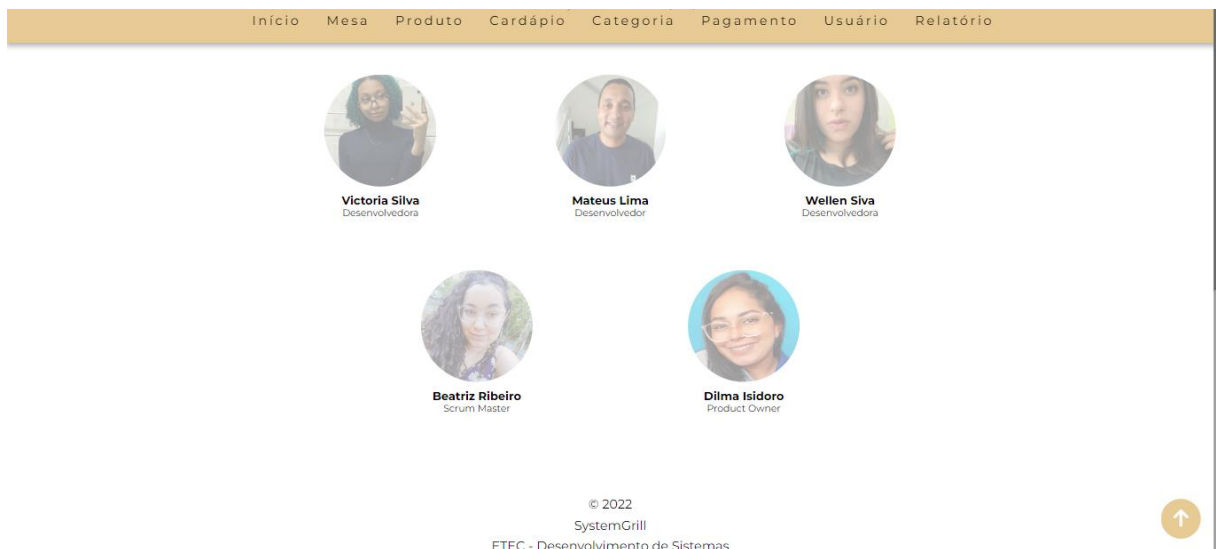 Início Mesa Produto Cardápio Categoria Pagamento Usuário Relatório
Victoria Silva Mateus Lima Wellen Siva
Desenvolvedora Desenvolvedor Desenvolvedora
Beatriz Ribeiro Dilma Isidoro
Scrum Master Product Owner
© 2022
SystemGrill
ETEC - Desenvolvimento de Sistemas